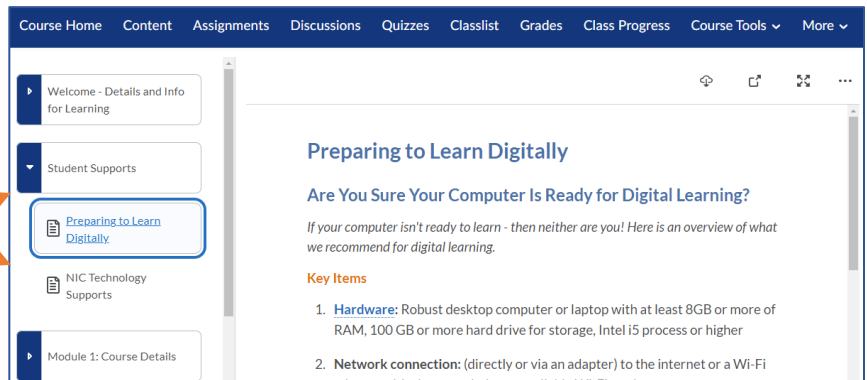 Course Home Content Assignments Discussions Quizzes Classlist Grades Class Progress Course Tools More
Welcome - Details and Info
for Learning
Student Supports
Preparing to Learn
Digitally
NIC Technology
Supports
Module 1: Course Details
Preparing to Learn Digitally
Are You Sure Your Computer Is Ready for Digital Learning?
If your computer isn't ready to learn - then neither are you! Here is an overview of what
we recommend for digital learning.
Key Items
1. Hardware: Robust desktop computer or laptop with at least 8GB or more of
RAM, 100 GB or more hard drive for storage, Intel i5 process or higher
2. Network connection: (directly or via an adapter) to the internet or a Wi-Fi